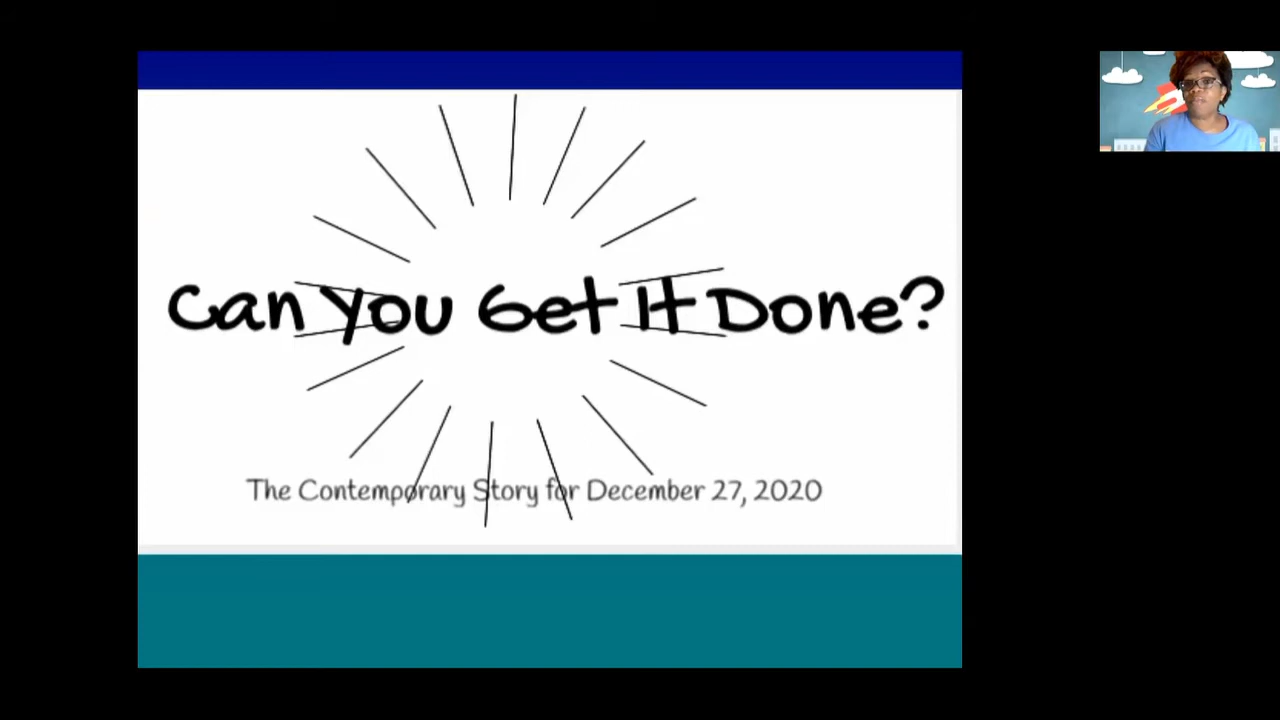 Can You Get It Done?
The Contemporary Story for December 27, 2020